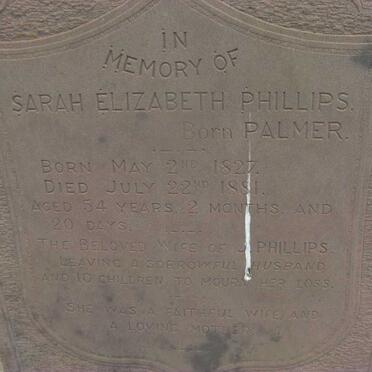 IN
MEMORY OF
SARAH ELIZABETH PHILLIPS.
Born PALMER.
BORN MAY 2ND 1827.
DIED JULY 22ND 1881.
AGED 54 YEARS, 2 MONTHS, AND
20 DAYS.
THE BELOVED WIFE OF J. PHILLIPS
LEAVING A SORROWFUL HUSBAND
AND 10 CHILDREN TO MOURN HER LOSS.
SHE WAS A FAITHFUL WIFE AND
A LOVING MOTHER